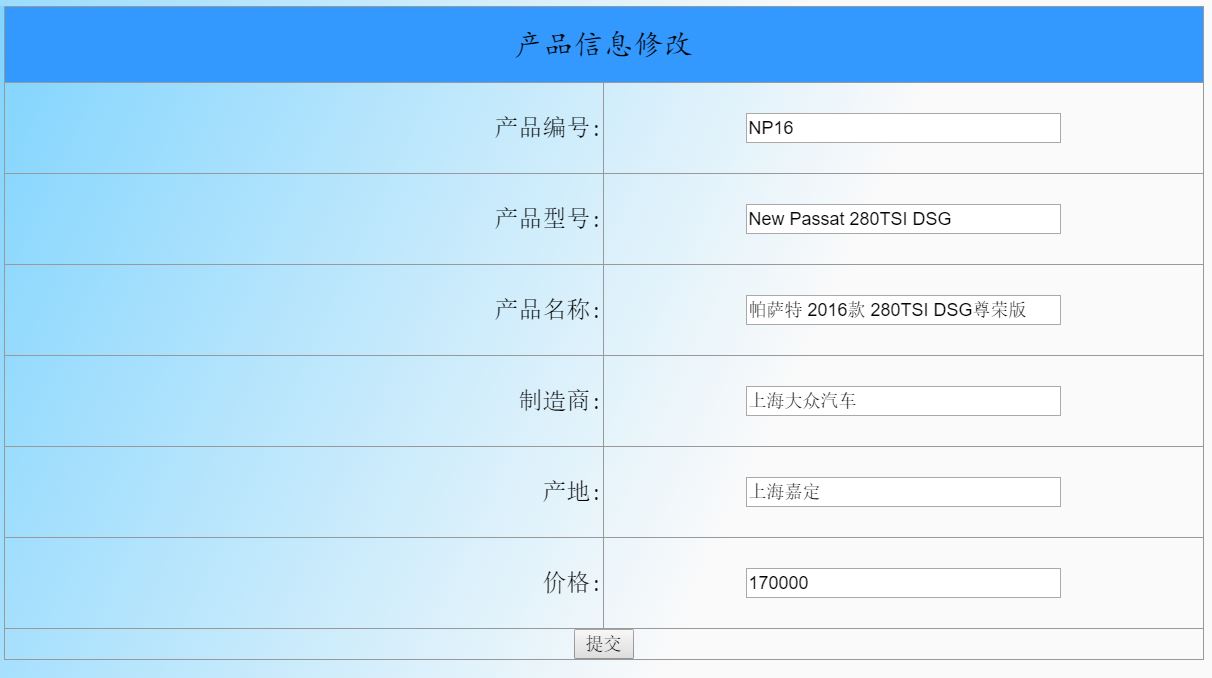 产品信息修改
产品编号: NP16
产品型号: New Passat 280TSI DSG
产品名称: 帕萨特 2016款 280TSI DSG尊荣版
制造商: 上海大众汽车
产地: 上海嘉定
价格: 170000
提交